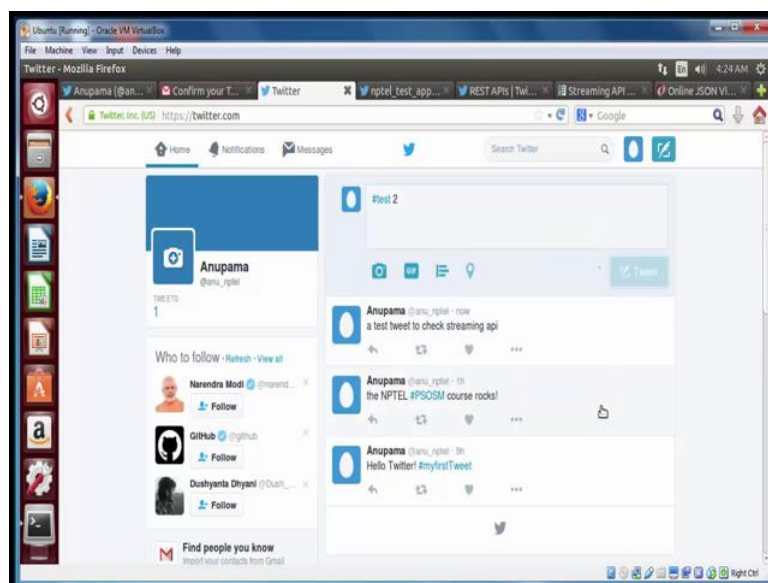 Ubuntu [Running] - Oracle VM VirtualBox
File Machine View Input Devices Help
Twitter - Mozilla Firefox
En
4:24 AM
Anupama (@an...
Confirm your T...
Twitter
nptel_test_app...
REST APIs | Twi...
Streaming API ...
Online JSON Vi...
Twitter, Inc. (US)
https://twitter.com
Google
Home
Notifications
Messages
Search Twitter
#test 2
GIF
Tweet
Anupama
@anu_nptel
TWEETS
1
Anupama @anu_nptel · now
a test tweet to check streaming api
Anupama @anu_nptel · 1h
the NPTEL #PSOSM course rocks!
Anupama @anu_nptel · 9h
Hello Twitter! #myfirstTweet
Who to follow · Refresh · View all
Narendra Modi @narend...
Follow
GitHub @github
Follow
Dushyanta Dhyani @Dush_...
Follow
Find people you know
Import your contacts from Gmail
Right Ctrl